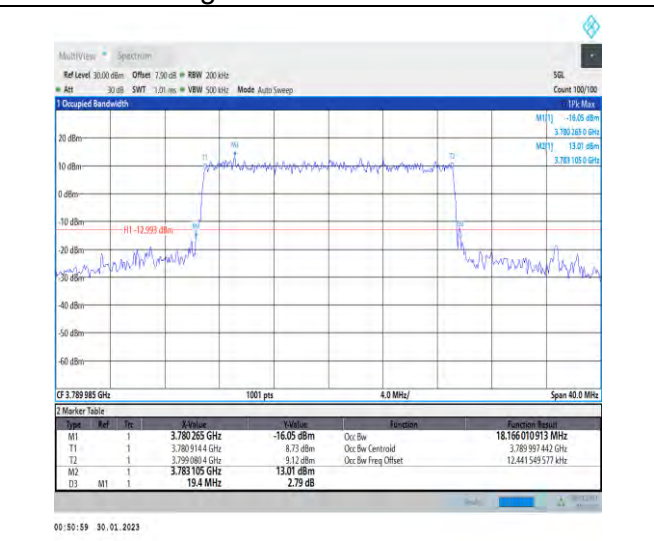 MultiView Spectrum
Ref Level 30.00 dBm Offset 7.90 dB RBW 200 kHz SGL
Att 30 dB SWT 1.01 ms VBW 500 kHz Mode Auto Sweep Count 100/100
1 Occupied Bandwidth 1Pk Max
M1[1] -16.05 dBm
3.780 265 0 GHz
M2[1] 13.01 dBm
3.783 105 0 GHz
20 dBm
10 dBm
0 dBm
-10 dBm
H1 -12.993 dBm
-20 dBm
-30 dBm
-40 dBm
-50 dBm
-60 dBm
T1
T2
CF 3.789 985 GHz 1001 pts 4.0 MHz/ Span 40.0 MHz
2 Marker Table
Type Ref Trc X-Value Y-Value Function Function Result
M1 1 3.780 265 GHz -16.05 dBm Occ Bw 18.166 010 913 MHz
T1 1 3.780 914 4 GHz 8.73 dBm Occ Bw Centroid 3.789 997 442 GHz
T2 1 3.799 080 4 GHz 9.12 dBm Occ Bw Freq Offset 12.441 549 577 kHz
M2 1 3.783 105 GHz 13.01 dBm
D3 M1 1 19.4 MHz 2.79 dB
00:50:59 30.01.2023